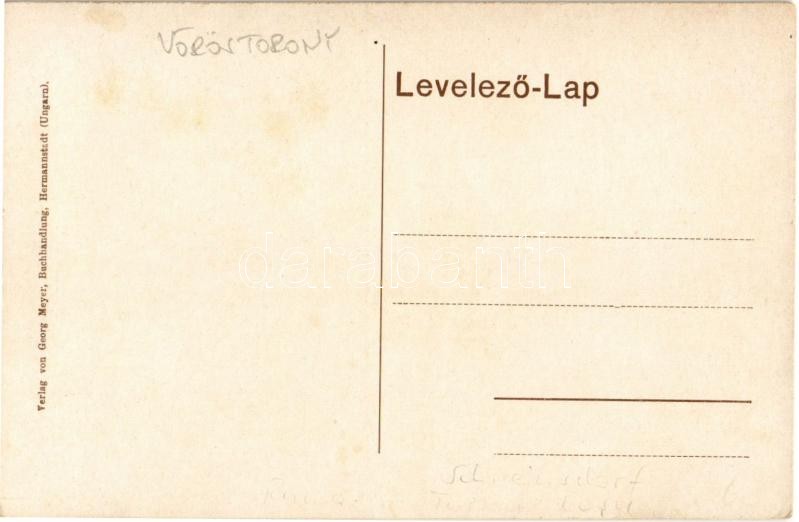 VÖRÖSTORONY
Levelező-Lap
Verlag von Georg Meyer, Buchhandlung, Hermannstadt (Ungarn).
darabanth